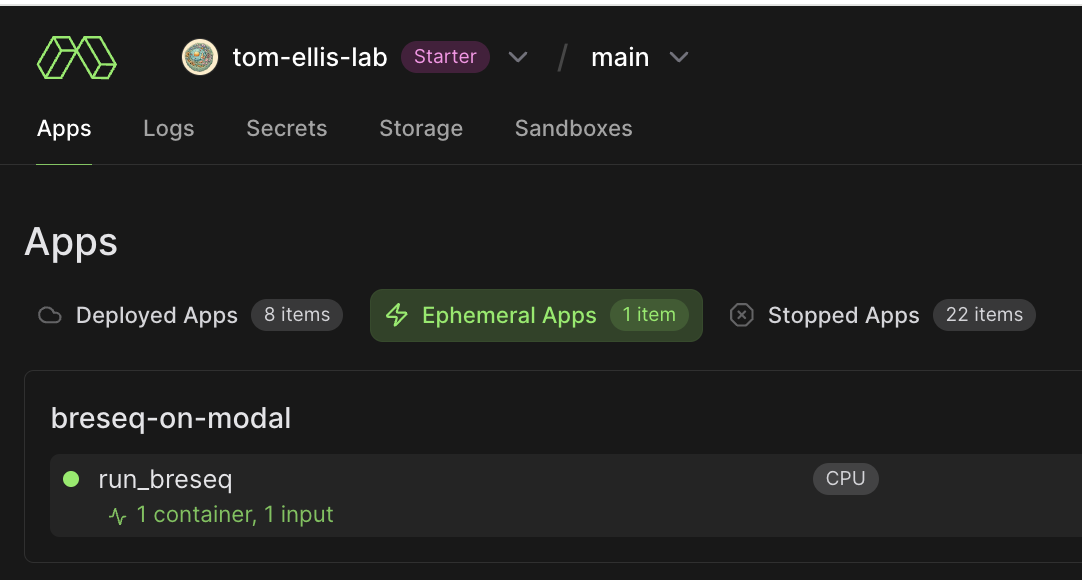 tom-ellis-lab Starter / main
Apps Logs Secrets Storage Sandboxes
Apps
Deployed Apps 8 items Ephemeral Apps 1 item Stopped Apps 22 items
breseq-on-modal
run_breseq CPU
1 container, 1 input